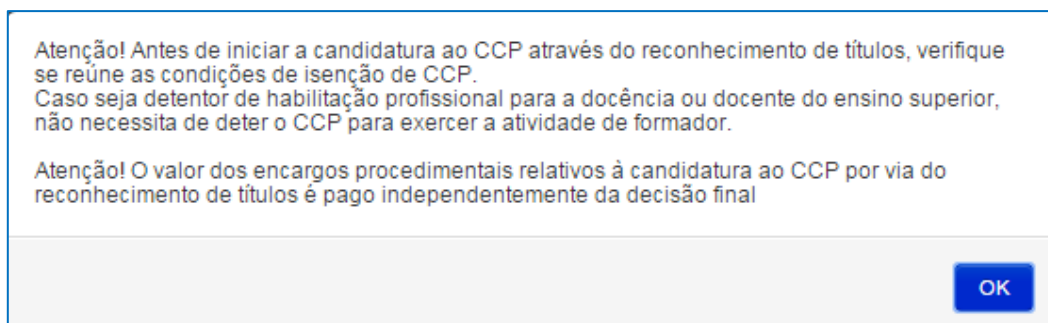 Atenção! Antes de iniciar a candidatura ao CCP através do reconhecimento de títulos, verifique
se reúne as condições de isenção de CCP.
Caso seja detentor de habilitação profissional para a docência ou docente do ensino superior,
não necessita de deter o CCP para exercer a atividade de formador.
Atenção! O valor dos encargos procedimentais relativos à candidatura ao CCP por via do
reconhecimento de títulos é pago independentemente da decisão final
OK